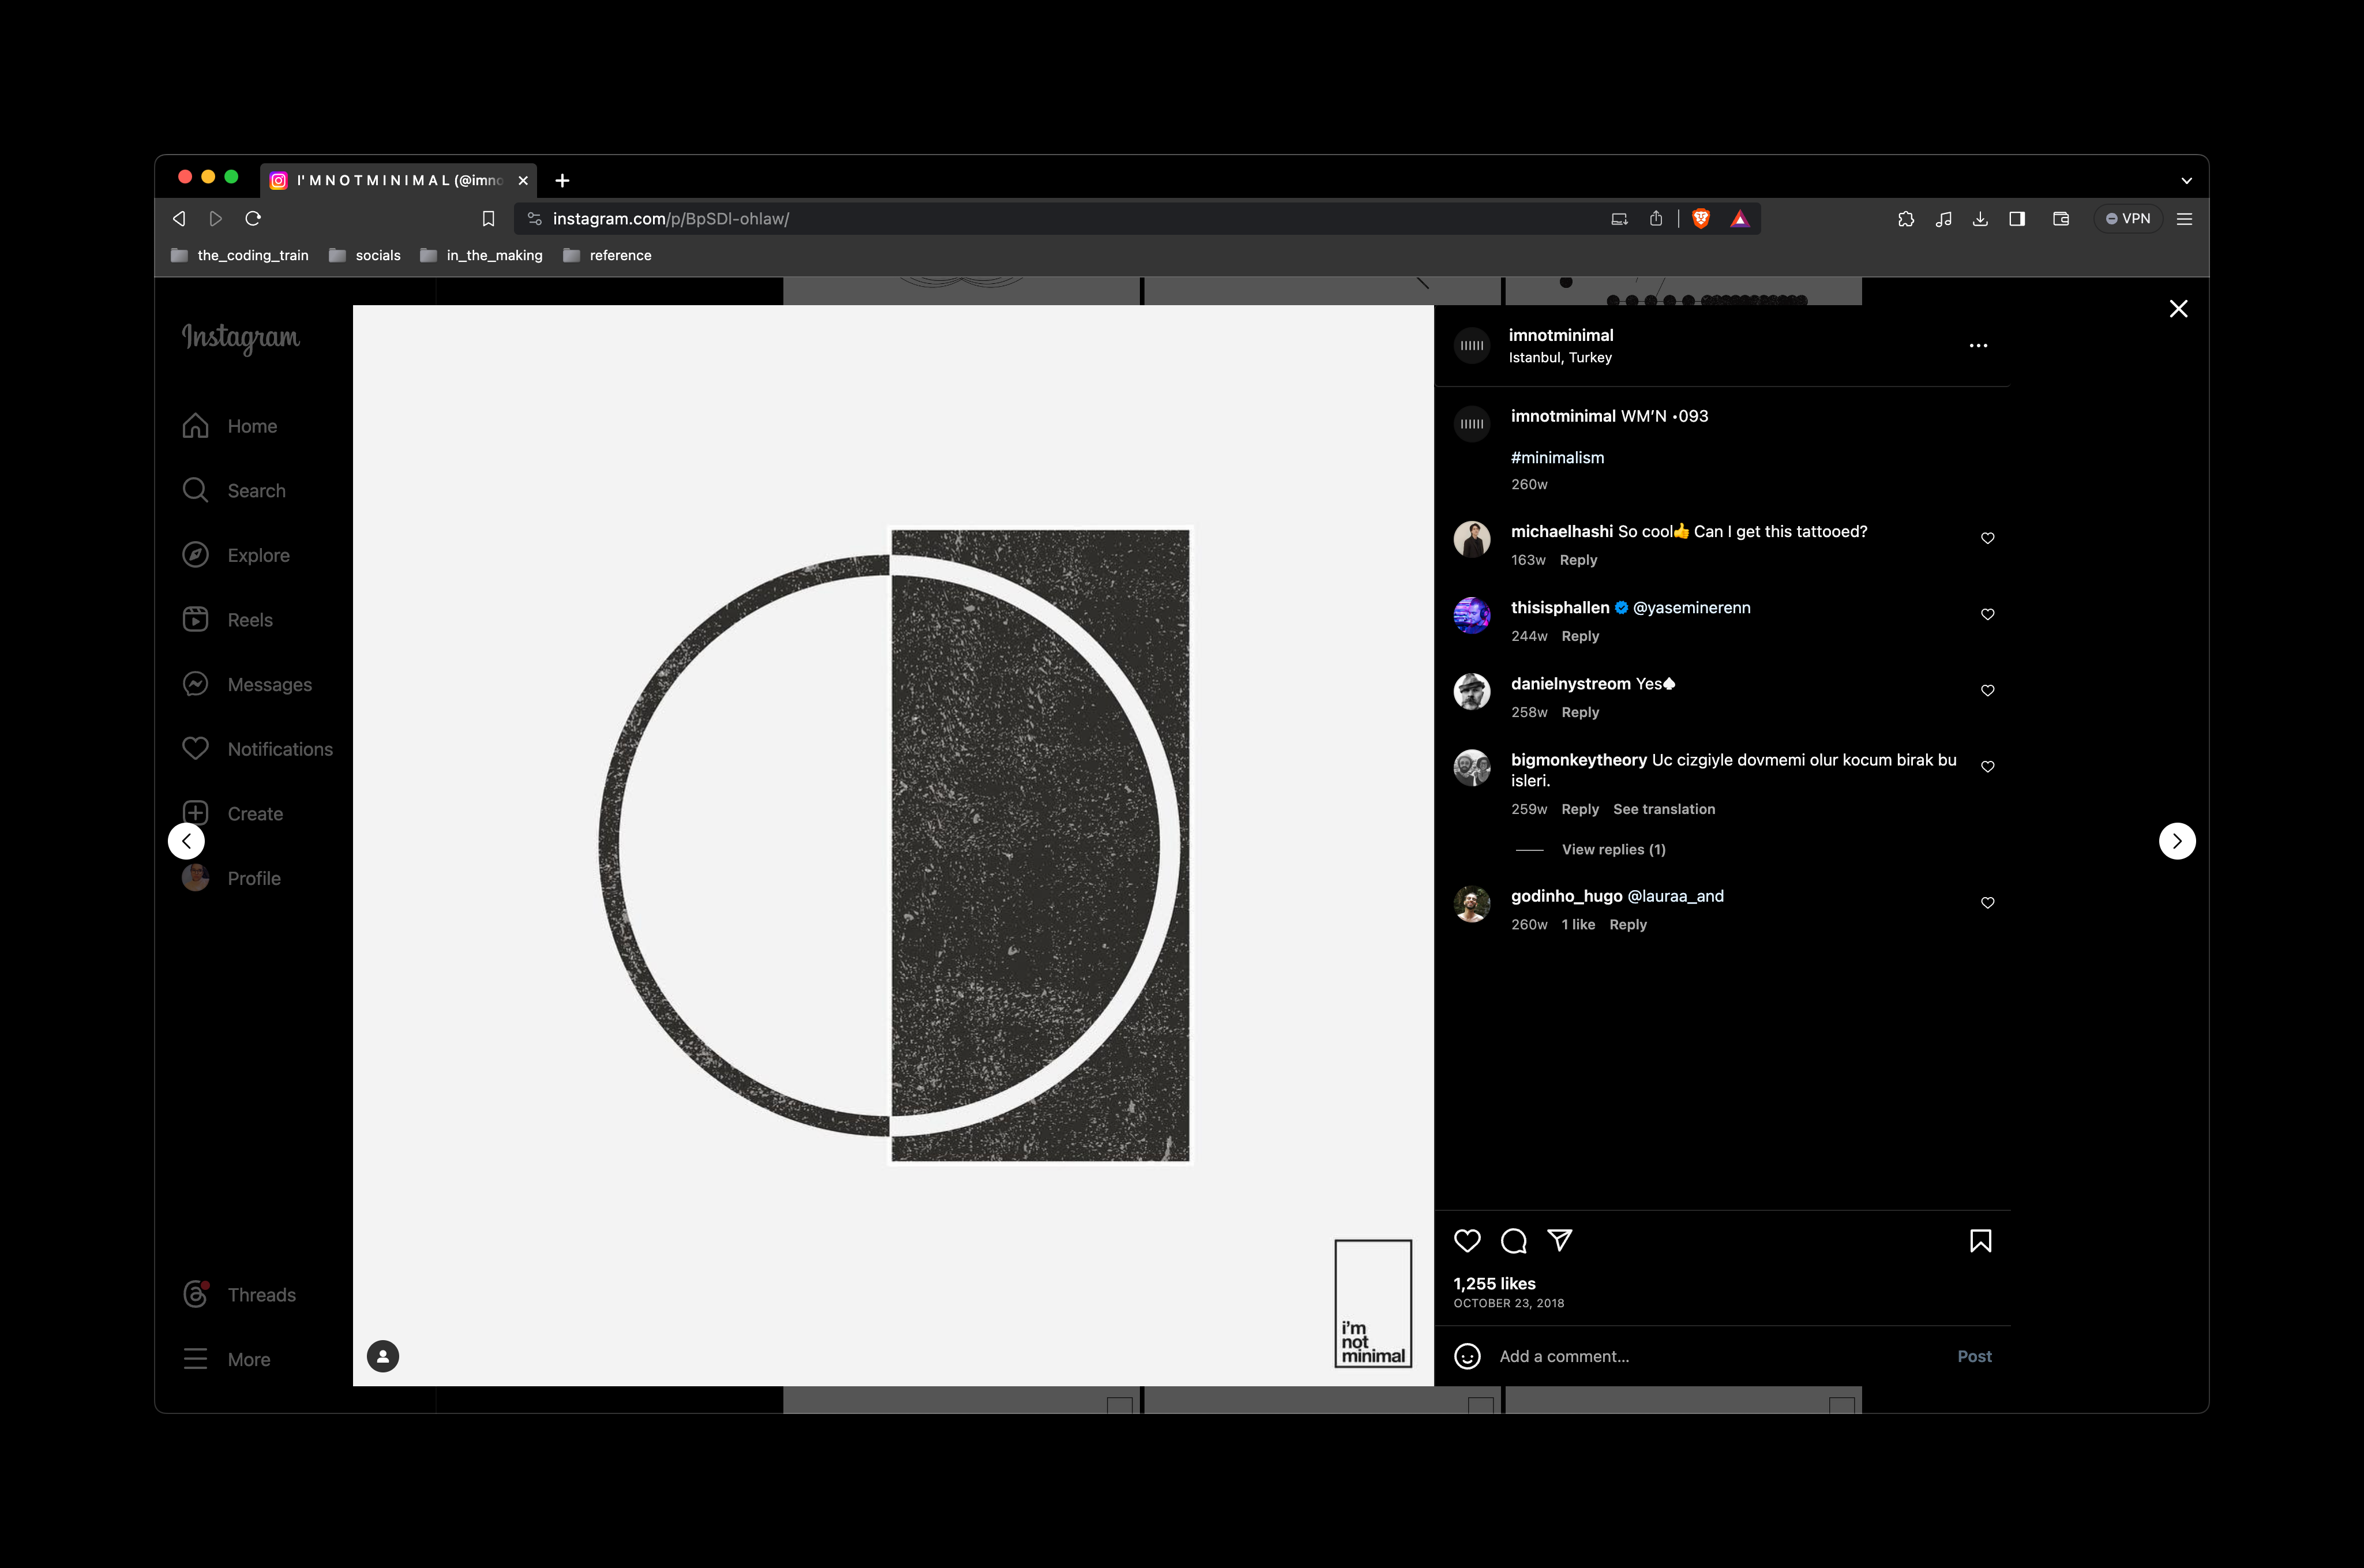 I' M N O T M I N I M A L (@imno
instagram.com/p/BpSDl-ohlaw/
VPN
the_coding_train
socials
in_the_making
reference
Instagram
Home
Search
Explore
Reels
Messages
Notifications
Create
Profile
Threads
More
i'm
not
minimal
imnotminimal
Istanbul, Turkey
imnotminimal WM'N •093
#minimalism
260w
michaelhashi So cool👍 Can I get this tattooed?
163w Reply
thisisphallen @yaseminerenn
244w Reply
danielnystreom Yes♠
258w Reply
bigmonkeytheory Uc cizgiyle dovmemi olur kocum birak bu
isleri.
259w Reply See translation
View replies (1)
godinho_hugo @lauraa_and
260w 1 like Reply
1,255 likes
OCTOBER 23, 2018
Add a comment...
Post